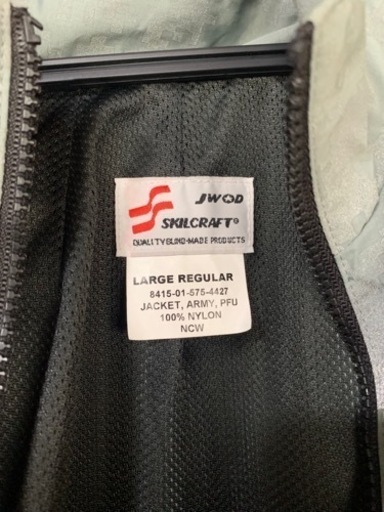 JWOD
SKILCRAFT®
QUALITY BLIND-MADE PRODUCTS
LARGE REGULAR
8415-01-575-4427
JACKET, ARMY, PFU
100% NYLON
NCW